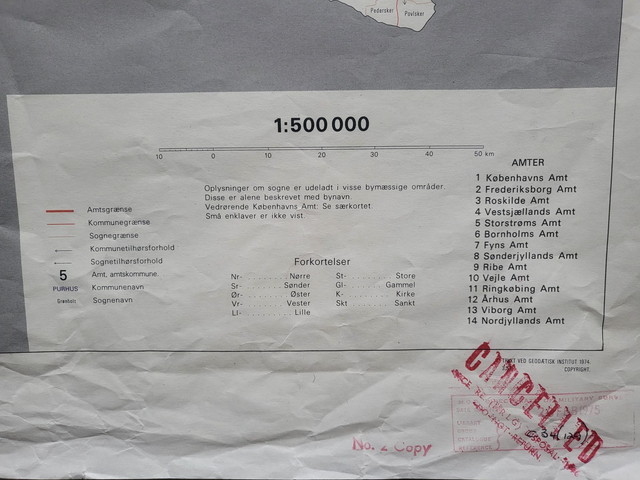 Pedersker
Povlsker
1:500 000
10 0 10 20 30 40 50 km
Oplysninger om sogne er udeladt i visse bymæssige områder.
Disse er alene beskrevet med bynavn.
Vedrørende Københavns Amt: Se særkortet.
Små enklaver er ikke vist
Amtsgrænse
Kommunegrænse
Sognegrænse
Kommunetilhørsforhold
Sognetilhørsforhold
5 Amt, amtskommune
PURHUS Kommunenavn
Grønholt Sognenavn
Forkortelser
Nr- Nørre
Sr- Sønder
Ør- Øster
Vr- Vester
Ll- Lille
St- Store
Gl- Gammel
K- Kirke
Skt Sankt
AMTER
1 Københavns Amt
2 Frederiksborg Amt
3 Roskilde Amt
4 Vestsjællands Amt
5 Storstrøms Amt
6 Bornholms Amt
7 Fyns Amt
8 Sønderjyllands Amt
9 Ribe Amt
10 Vejle Amt
11 Ringkøbing Amt
12 Århus Amt
13 Viborg Amt
14 Nordjyllands Amt
VED GEODÆTISK INSTITUT 1974.
COPYRIGHT.
CANCELLED
MILITARY
No. 2 Copy